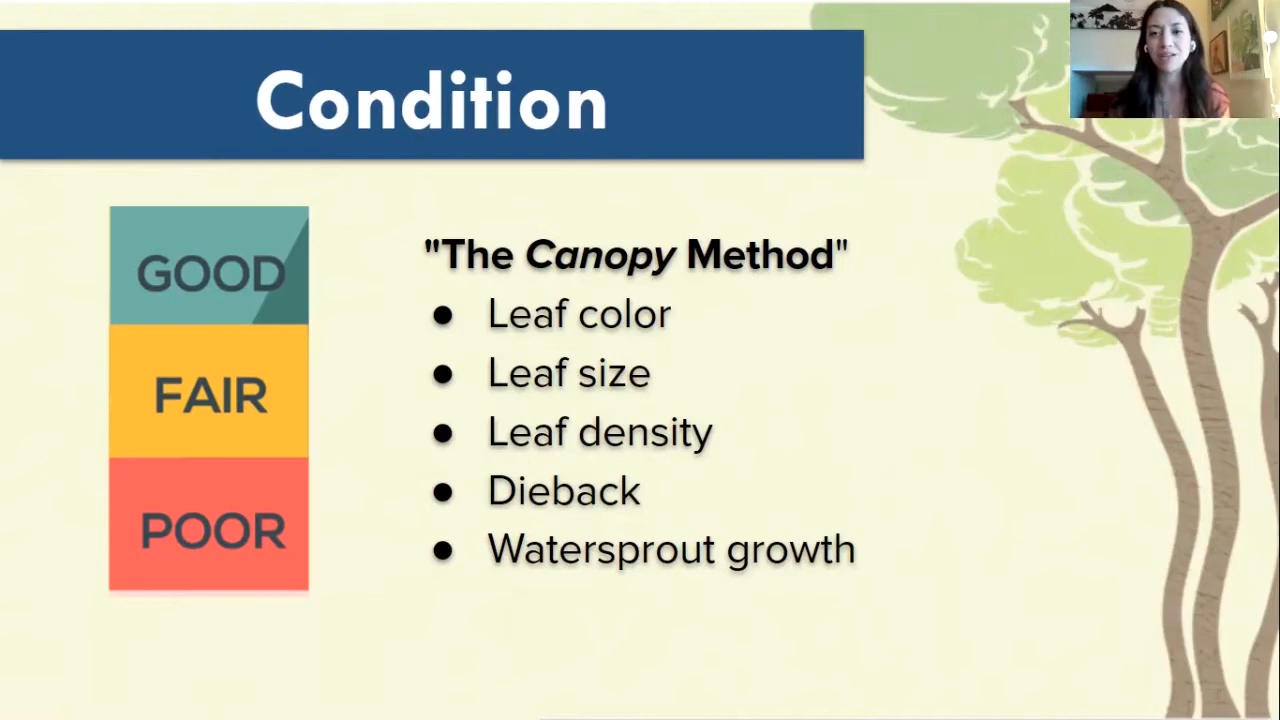 Condition
GOOD
FAIR
POOR
"The Canopy Method"
● Leaf color
● Leaf size
● Leaf density
● Dieback
● Watersprout growth